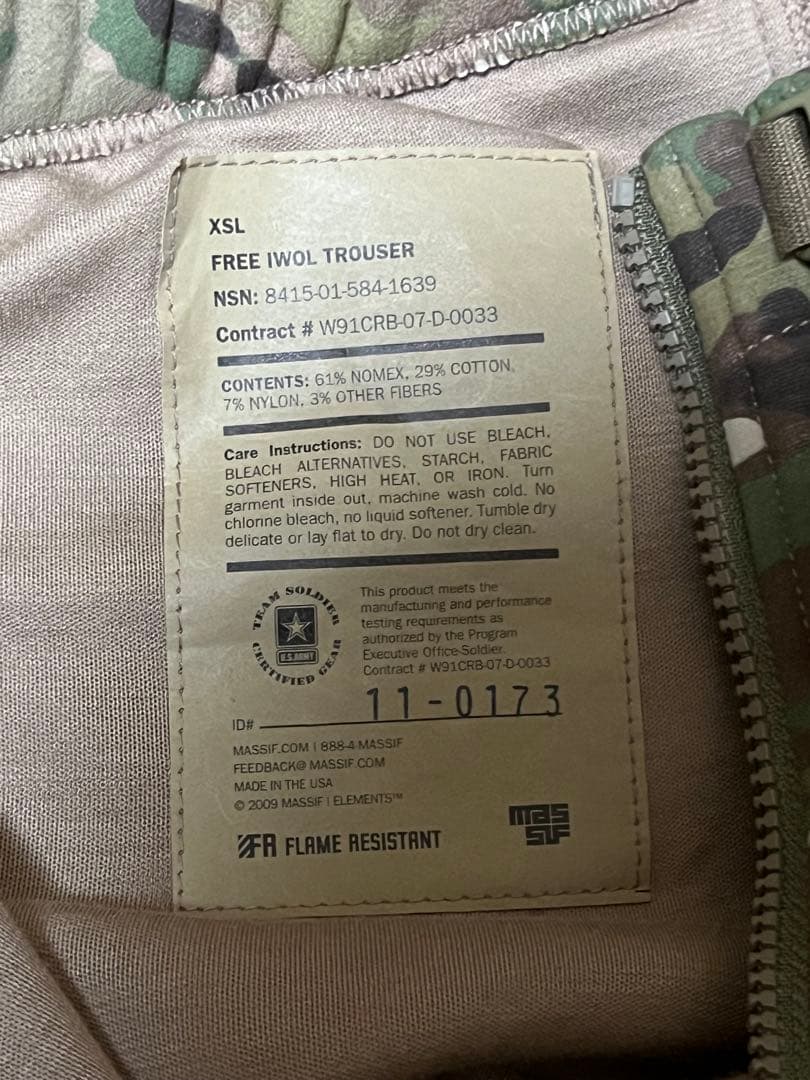 XSL
FREE IWOL TROUSER
NSN: 8415-01-584-1639
Contract # W91CRB-07-D-0033
CONTENTS: 61% NOMEX, 29% COTTON,
7% NYLON, 3% OTHER FIBERS
Care Instructions: DO NOT USE BLEACH,
BLEACH ALTERNATIVES, STARCH, FABRIC
SOFTENERS, HIGH HEAT, OR IRON. Turn
garment inside out, machine wash cold. No
chlorine bleach, no liquid softener. Tumble dry
delicate or lay flat to dry. Do not dry clean.
TEAM SOLDIER
U.S. ARMY
CERTIFIED GEAR
This product meets the
manufacturing and performance
testing requirements as
authorized by the Program
Executive Office-Soldier.
Contract # W91CRB-07-D-0033
ID# 11-0173
MASSIF.COM | 888-4 MASSIF
FEEDBACK@ MASSIF.COM
MADE IN THE USA
© 2009 MASSIF | ELEMENTS™
FR FLAME RESISTANT
MAS
SIF